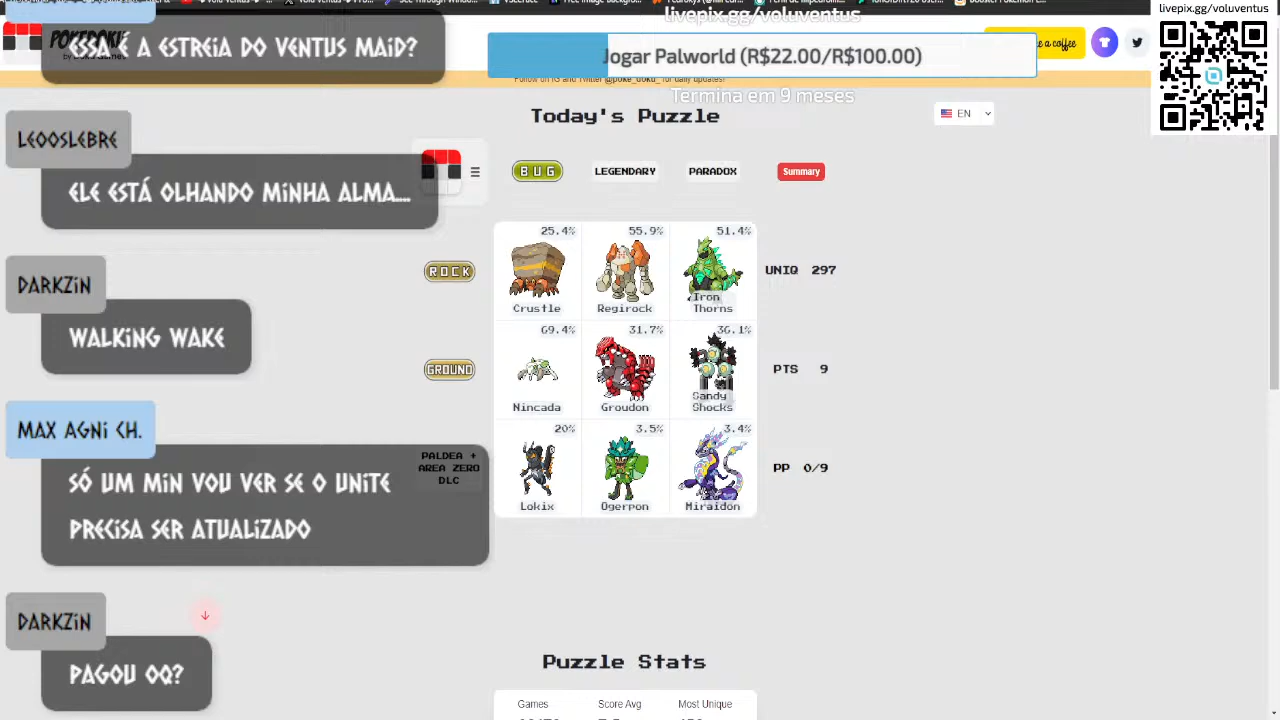 livepix.gg/voluventus
livepix.gg/voluventus
ESSA É A ESTREIA DO VENTUS MAID?
Jogar Palworld (R$22.00/R$100.00)
Termina em 9 meses
e a coffee
Today's Puzzle
EN
LEOOSLEBRE
ELE ESTÁ OLHANDO MINHA ALMA....
BUG
LEGENDARY
PARADOX
Summary
DARKZIN
WALKING WAKE
ROCK
25.4%
Crustle
55.9%
Regirock
51.4%
Iron
Thorns
UNIQ 297
GROUND
69.4%
Nincada
31.7%
Groudon
36.1%
Sandy
Shocks
PTS 9
MAX AGNI CH.
SÓ UM MIN VOU VER SE O UNITE
PRECISA SER ATUALIZADO
PALDEA +
AREA ZERO
DLC
20%
Lokix
3.5%
Ogerpon
3.4%
Miraidon
PP 0/9
DARKZIN
PAGOU OQ?
Puzzle Stats
Games
Score Avg
Most Unique